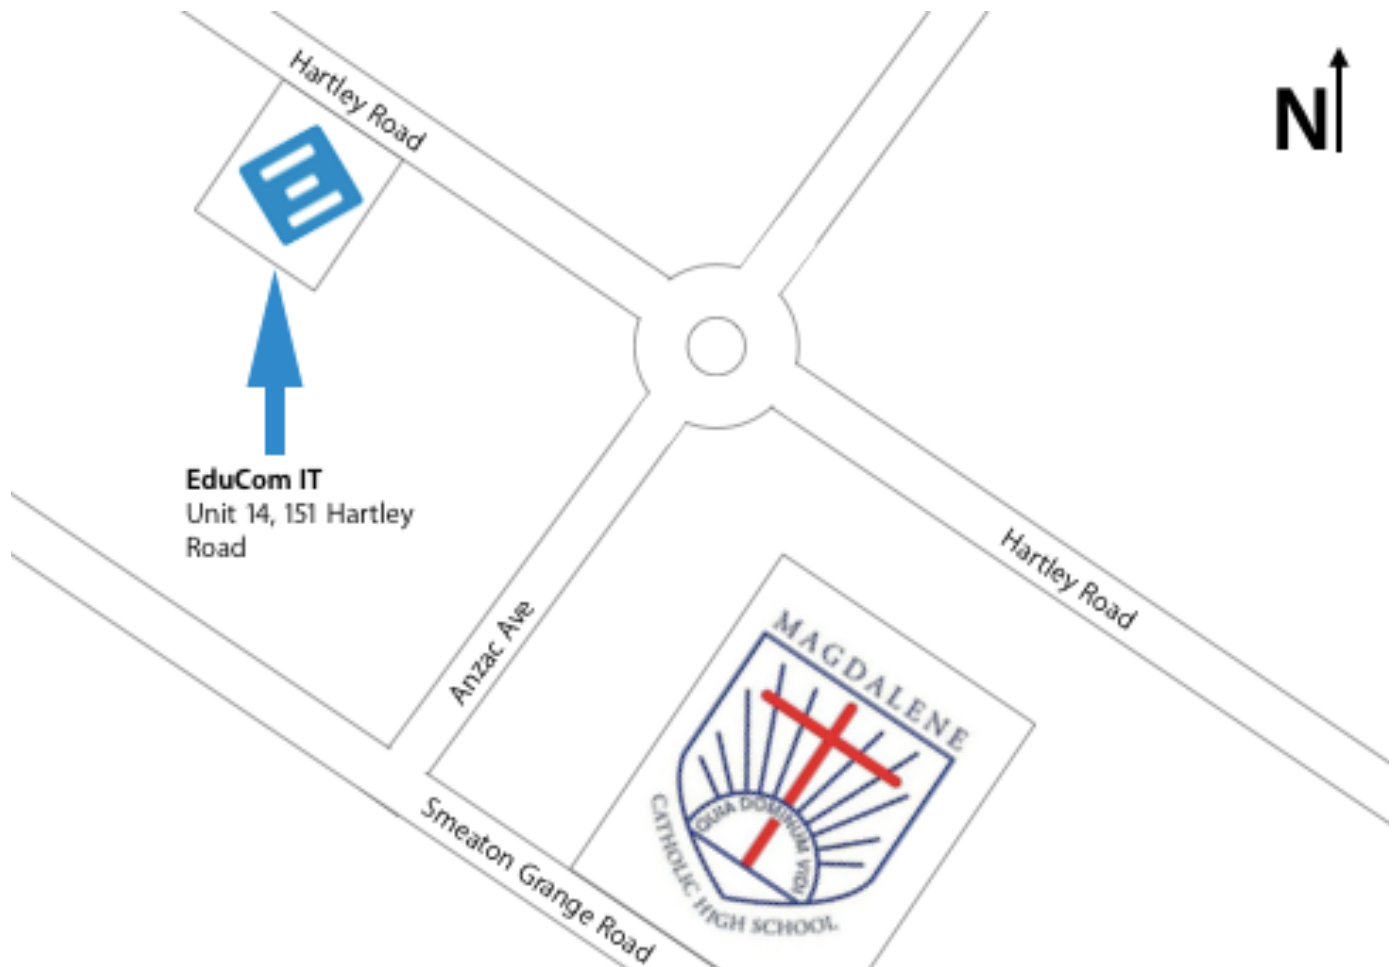 Hartley Road
N
EduCom IT
Unit 14, 151 Hartley
Road
Hartley Road
Anzac Ave
MAGDALENE
QUIA DOMINUM VIDI
CATHOLIC HIGH SCHOOL
Smeaton Grange Road